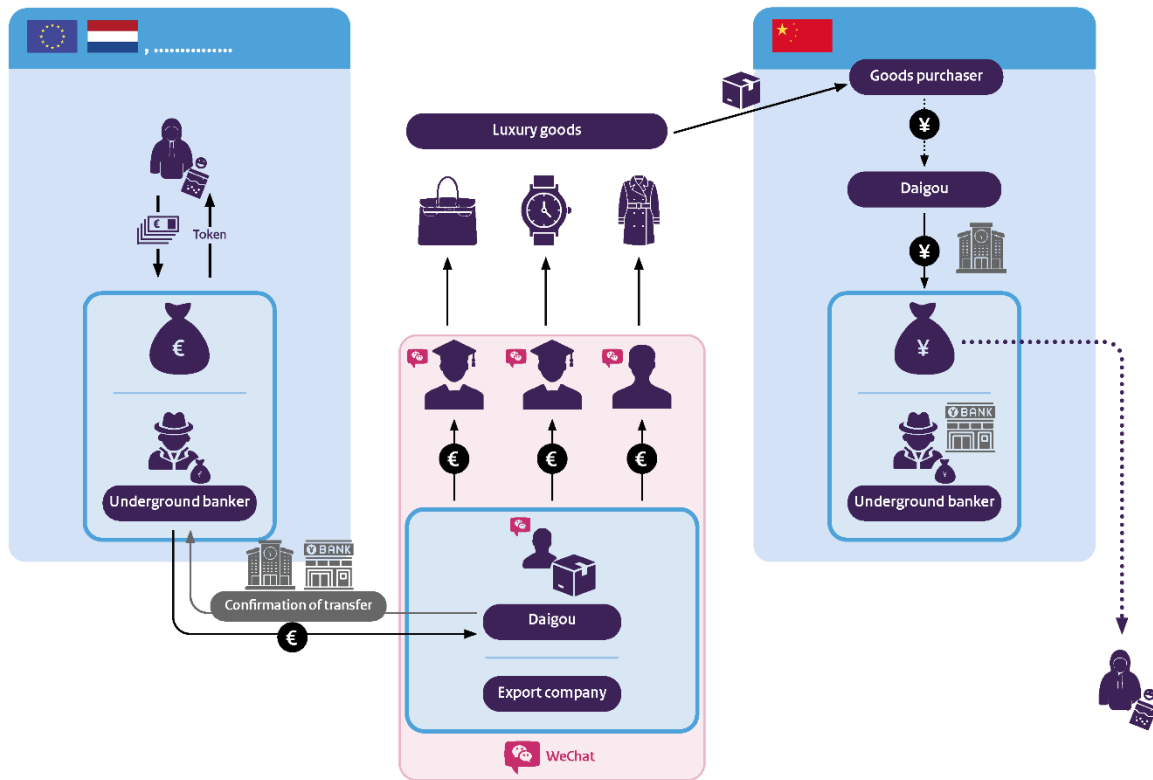 , ...............
Token
€
€
Underground banker
BANK
Confirmation of transfer
€
Luxury goods
€
€
€
Daigou
Export company
WeChat
Goods purchaser
¥
Daigou
¥
¥
BANK
Underground banker